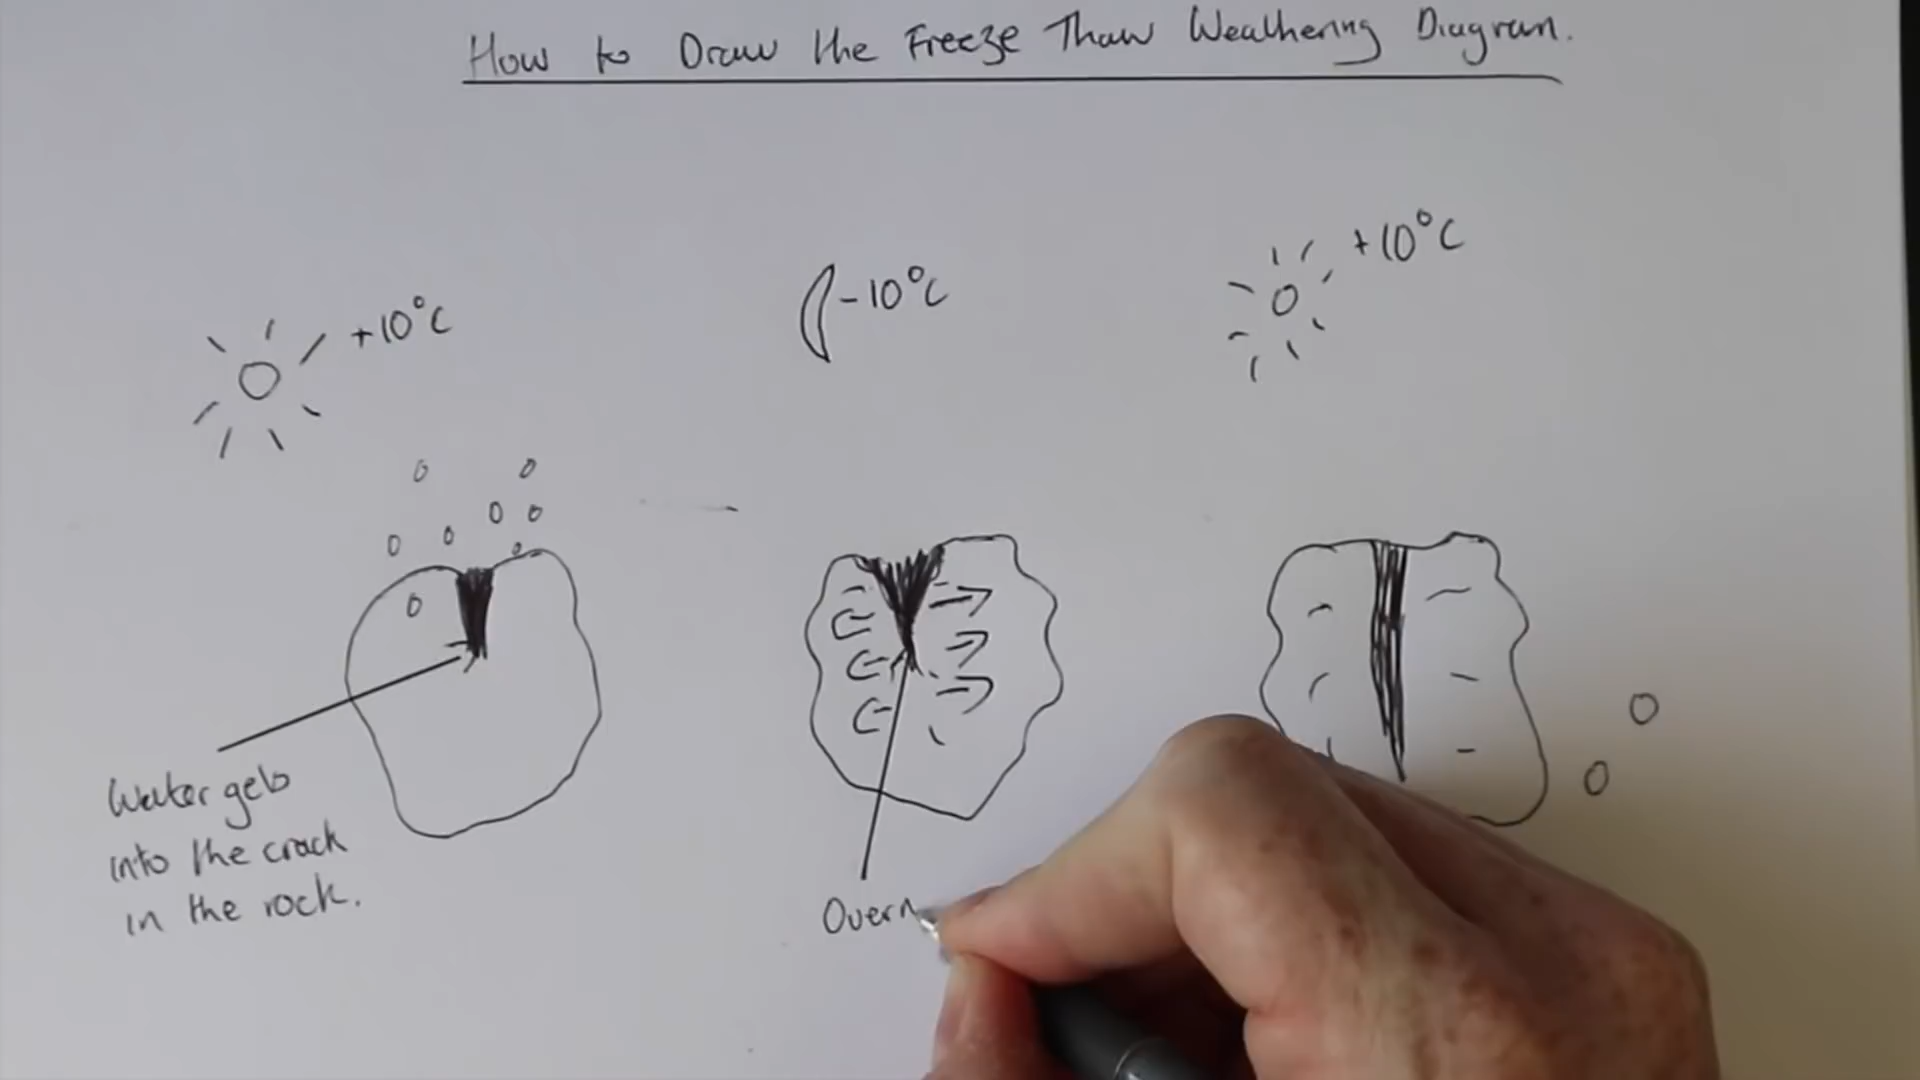 How to Draw the Freeze Thaw Weathering Diagram.
+10°C
-10°C
+10°C
Water gets
into the crack
in the rock.
Overn